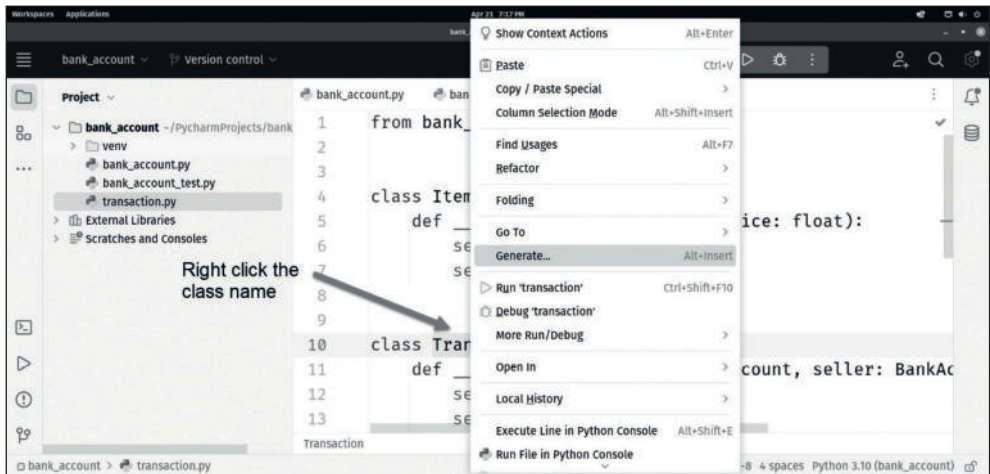 Workspaces Applications
Apr 21 7:17 PM
bank_account Version control
Project
bank_account ~/PycharmProjects/bank
venv
bank_account.py
bank_account_test.py
transaction.py
External Libraries
Scratches and Consoles
bank_account.py ban
1 from bank_
2
3
4 class Item
5 def __ ice: float):
6 se
7 se
8
9
10 class Tran
11 def __ count, seller: BankAc
12 se
13 se
Transaction
Right click the
class name
Show Context Actions Alt+Enter
Paste Ctrl+V
Copy / Paste Special
Column Selection Mode Alt+Shift+Insert
Find Usages Alt+F7
Refactor
Folding
Go To
Generate... Alt+Insert
Run 'transaction' Ctrl+Shift+F10
Debug 'transaction'
More Run/Debug
Open In
Local History
Execute Line in Python Console Alt+Shift+E
Run File in Python Console
bank_account > transaction.py
-8 4 spaces Python 3.10 (bank_account)